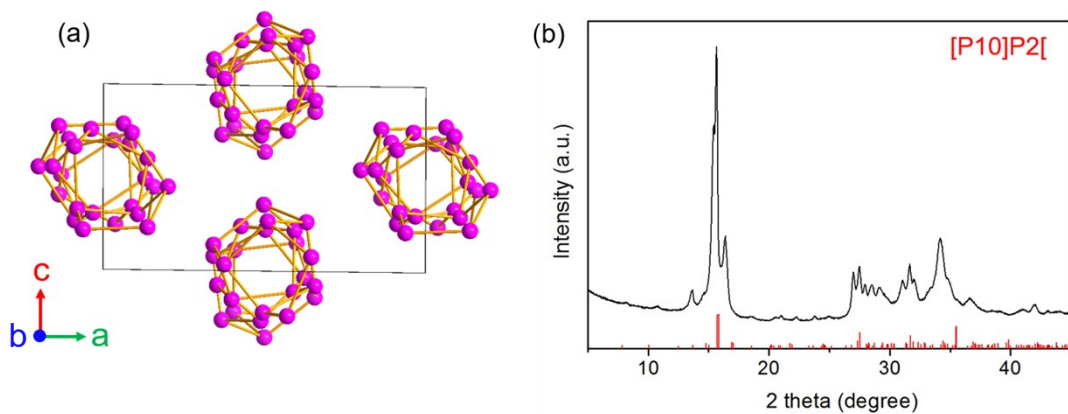 (a)
c
b
a
(b)
[P10]P2[
Intensity (a.u.)
10
20
30
40
2 theta (degree)